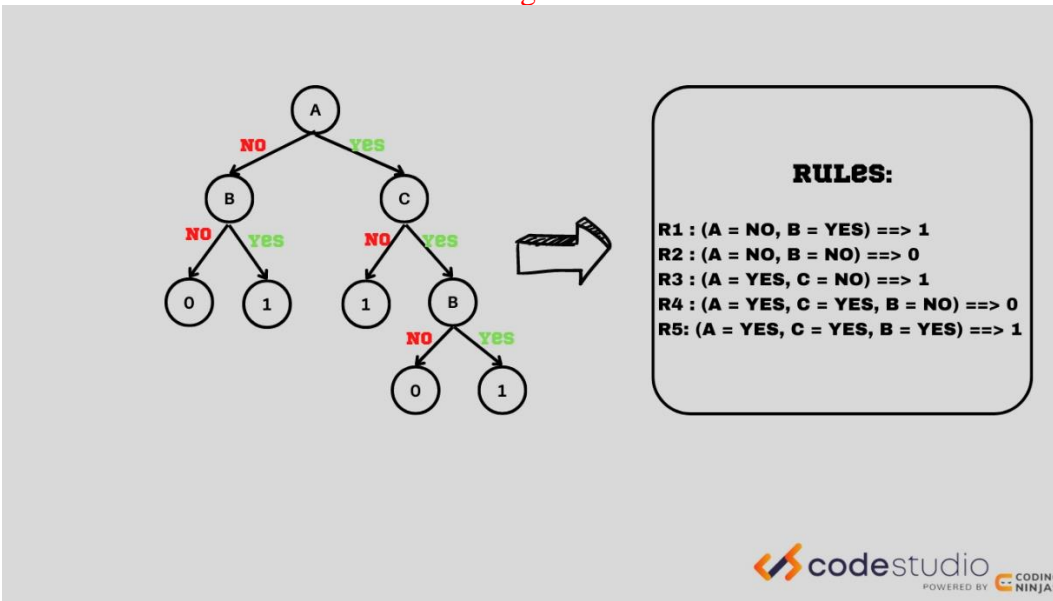 A
NO Yes
B C
NO Yes NO Yes
0 1 1 B
NO Yes
0 1
RULes:
R1 : (A = NO, B = YES) ==> 1
R2 : (A = NO, B = NO) ==> 0
R3 : (A = YES, C = NO) ==> 1
R4 : (A = YES, C = YES, B = NO) ==> 0
R5: (A = YES, C = YES, B = YES) ==> 1
codestudio
POWERED BY CODING
NINJAS